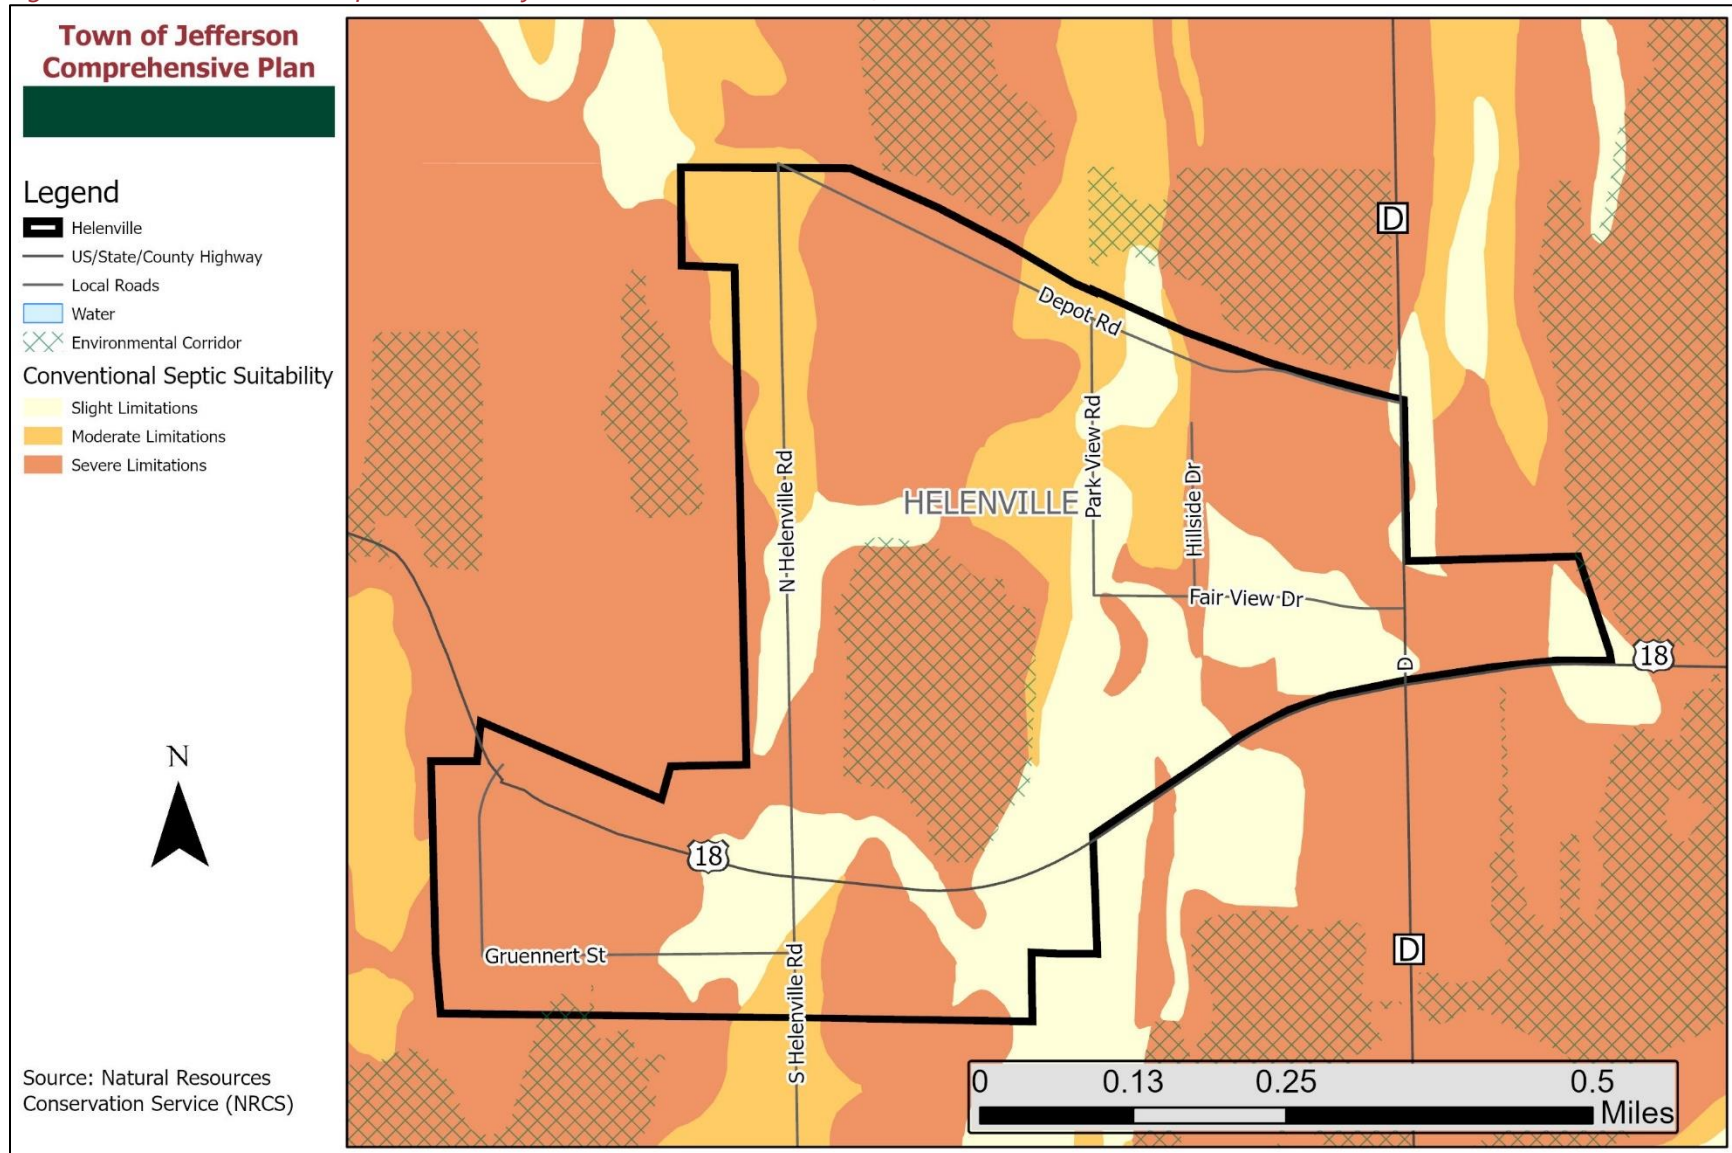 Town of Jefferson
Comprehensive Plan
Legend
Helenville
US/State/County Highway
Local Roads
Water
Environmental Corridor
Conventional Septic Suitability
Slight Limitations
Moderate Limitations
Severe Limitations
N
Source: Natural Resources
Conservation Service (NRCS)
D
Depot Rd
Park View Rd
N Helenville Rd
HELENVILLE
Hillside Dr
Fair View Dr
D
18
18
Gruennert St
S Helenville Rd
D
0 0.13 0.25 0.5
Miles